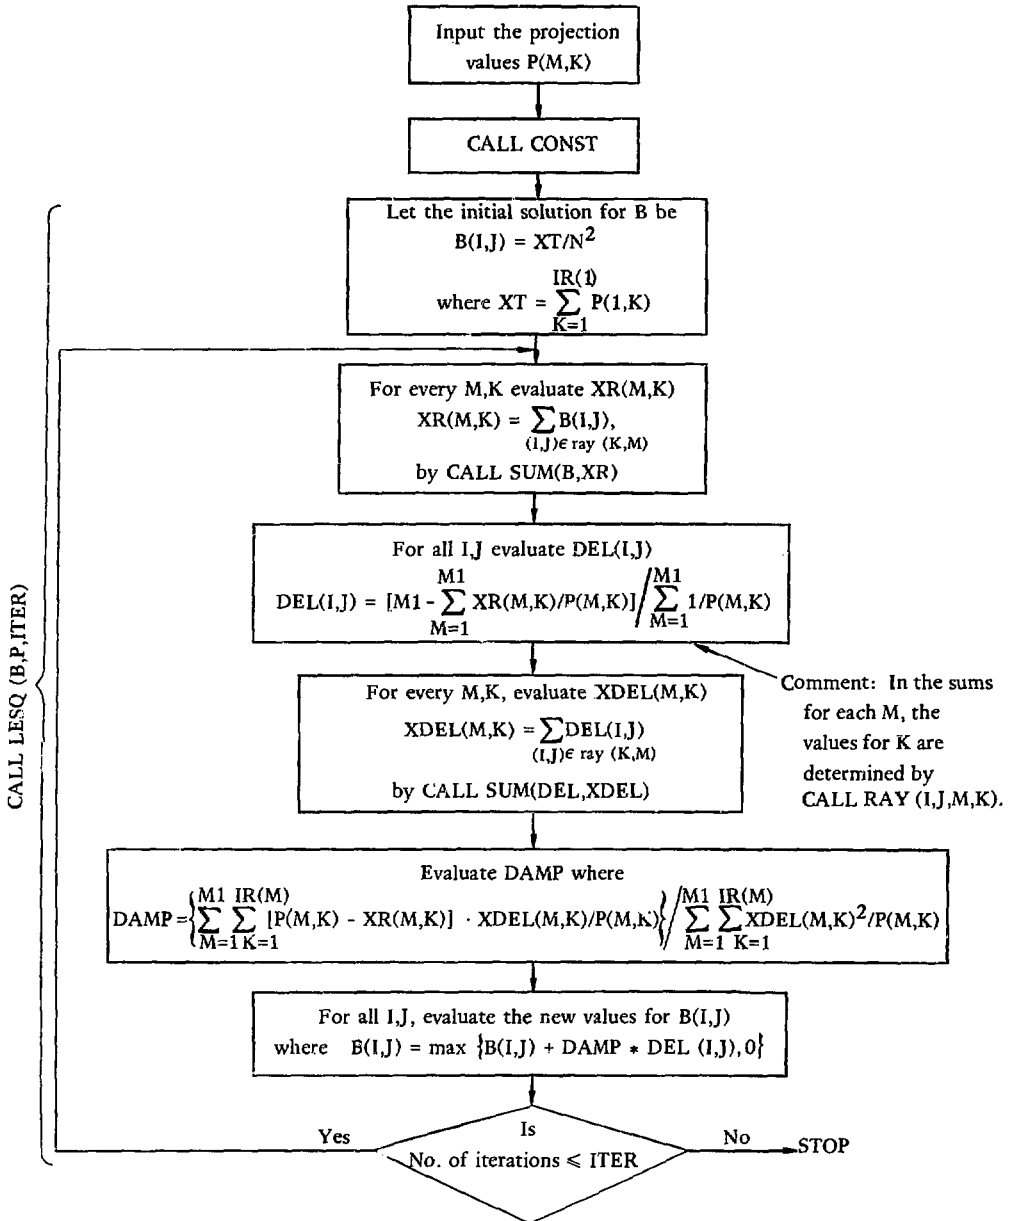 Input the projection
values P(M,K)
CALL CONST
Let the initial solution for B be
B(I,J) = XT/N²
IR(1)
where XT = ∑ P(1,K)
K=1
For every M,K evaluate XR(M,K)
XR(M,K) = ∑ B(I,J),
(I,J)∈ ray (K,M)
by CALL SUM(B,XR)
For all I,J evaluate DEL(I,J)
M1 M1
DEL(I,J) = [M1 - ∑ XR(M,K)/P(M,K)] / ∑ 1/P(M,K)
M=1 M=1
For every M,K, evaluate XDEL(M,K)
XDEL(M,K) = ∑ DEL(I,J)
(I,J)∈ ray (K,M)
by CALL SUM(DEL,XDEL)
Comment: In the sums
for each M, the
values for K are
determined by
CALL RAY (I,J,M,K).
Evaluate DAMP where
M1 IR(M) M1 IR(M)
DAMP = {∑ ∑ [P(M,K) - XR(M,K)] · XDEL(M,K)/P(M,K)} / ∑ ∑ XDEL(M,K)²/P(M,K)
M=1 K=1 M=1 K=1
For all I,J, evaluate the new values for B(I,J)
where B(I,J) = max {B(I,J) + DAMP * DEL (I,J),0}
Yes
Is
No. of iterations ⩽ ITER
No
STOP
CALL LESQ (B,P,ITER)